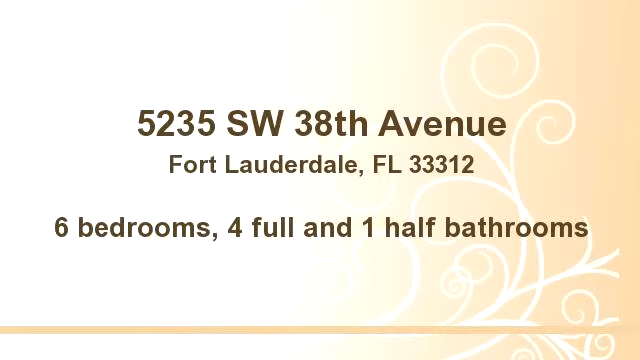 5235 SW 38th Avenue
Fort Lauderdale, FL 33312
6 bedrooms, 4 full and 1 half bathrooms